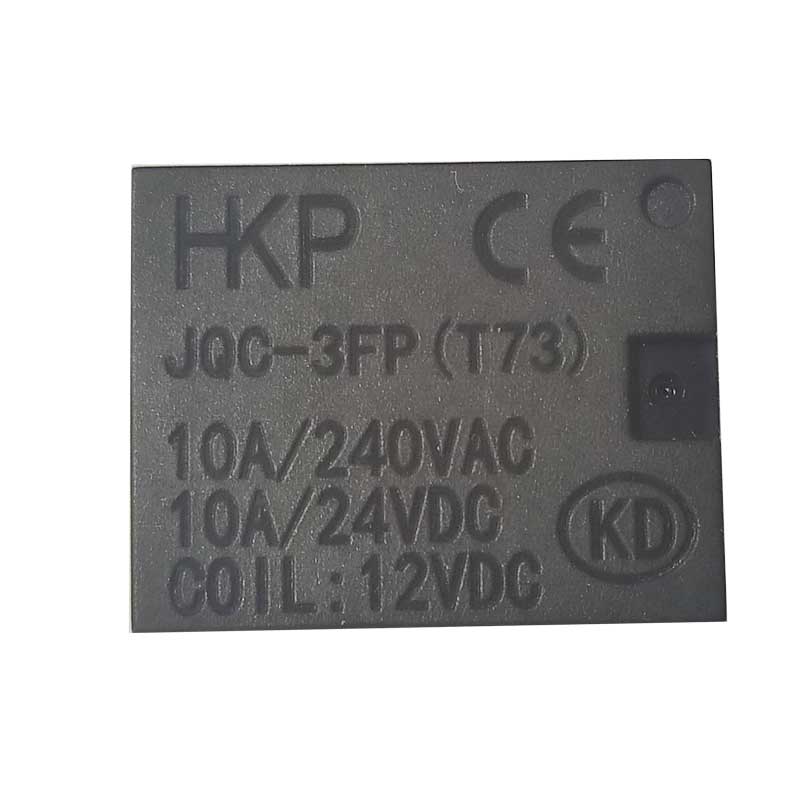 HKP CE
JQC-3FP(T73)
10A/240VAC
10A/24VDC
KD
COIL:12VDC